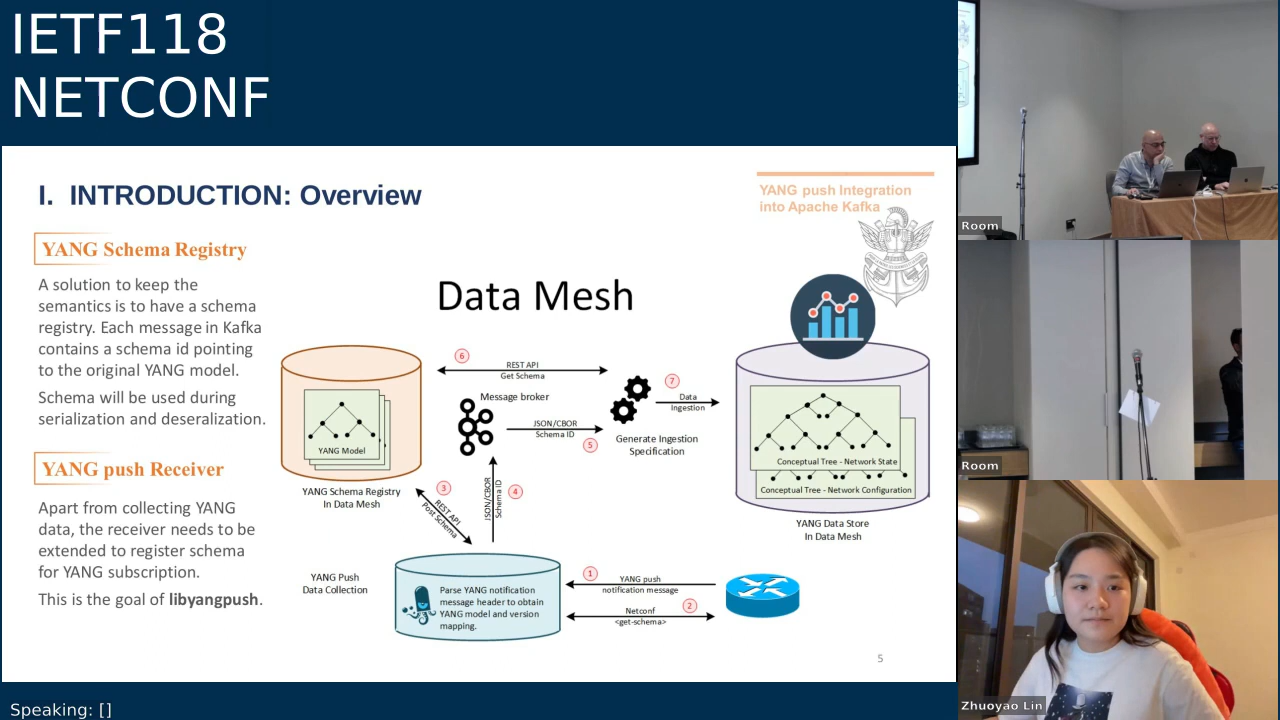 IETF118
NETCONF
I. INTRODUCTION: Overview
YANG push Integration
into Apache Kafka
YANG Schema Registry
A solution to keep the
semantics is to have a schema
registry. Each message in Kafka
contains a schema id pointing
to the original YANG model.
Schema will be used during
serialization and deseralization.
YANG push Receiver
Apart from collecting YANG
data, the receiver needs to be
extended to register schema
for YANG subscription.
This is the goal of libyangpush.
Data Mesh
6
REST API
Get Schema
Message broker
7
Data
Ingestion
JSON/CBOR
Schema ID
5
Generate Ingestion
Specification
YANG Model
YANG Schema Registry
In Data Mesh
3
REST API
Post Schema
JSON/CBOR
Schema ID
4
Conceptual Tree - Network State
Conceptual Tree - Network Configuration
YANG Data Store
In Data Mesh
YANG Push
Data Collection
Parse YANG notification
message header to obtain
YANG model and version
mapping.
1
YANG push
notification message
2
Netconf
<get-schema>
5
Speaking: []
Room
Room
Zhuoyao Lin